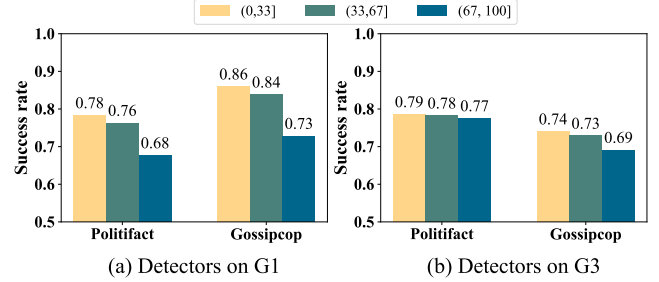 (0,33] (33,67] (67, 100]
Success rate
1.0
0.9
0.8
0.7
0.6
0.5
0.78 0.76 0.68 0.86 0.84 0.73
Politifact Gossipcop
(a) Detectors on G1
Success rate
1.0
0.9
0.8
0.7
0.6
0.5
0.79 0.78 0.77 0.74 0.73 0.69
Politifact Gossipcop
(b) Detectors on G3